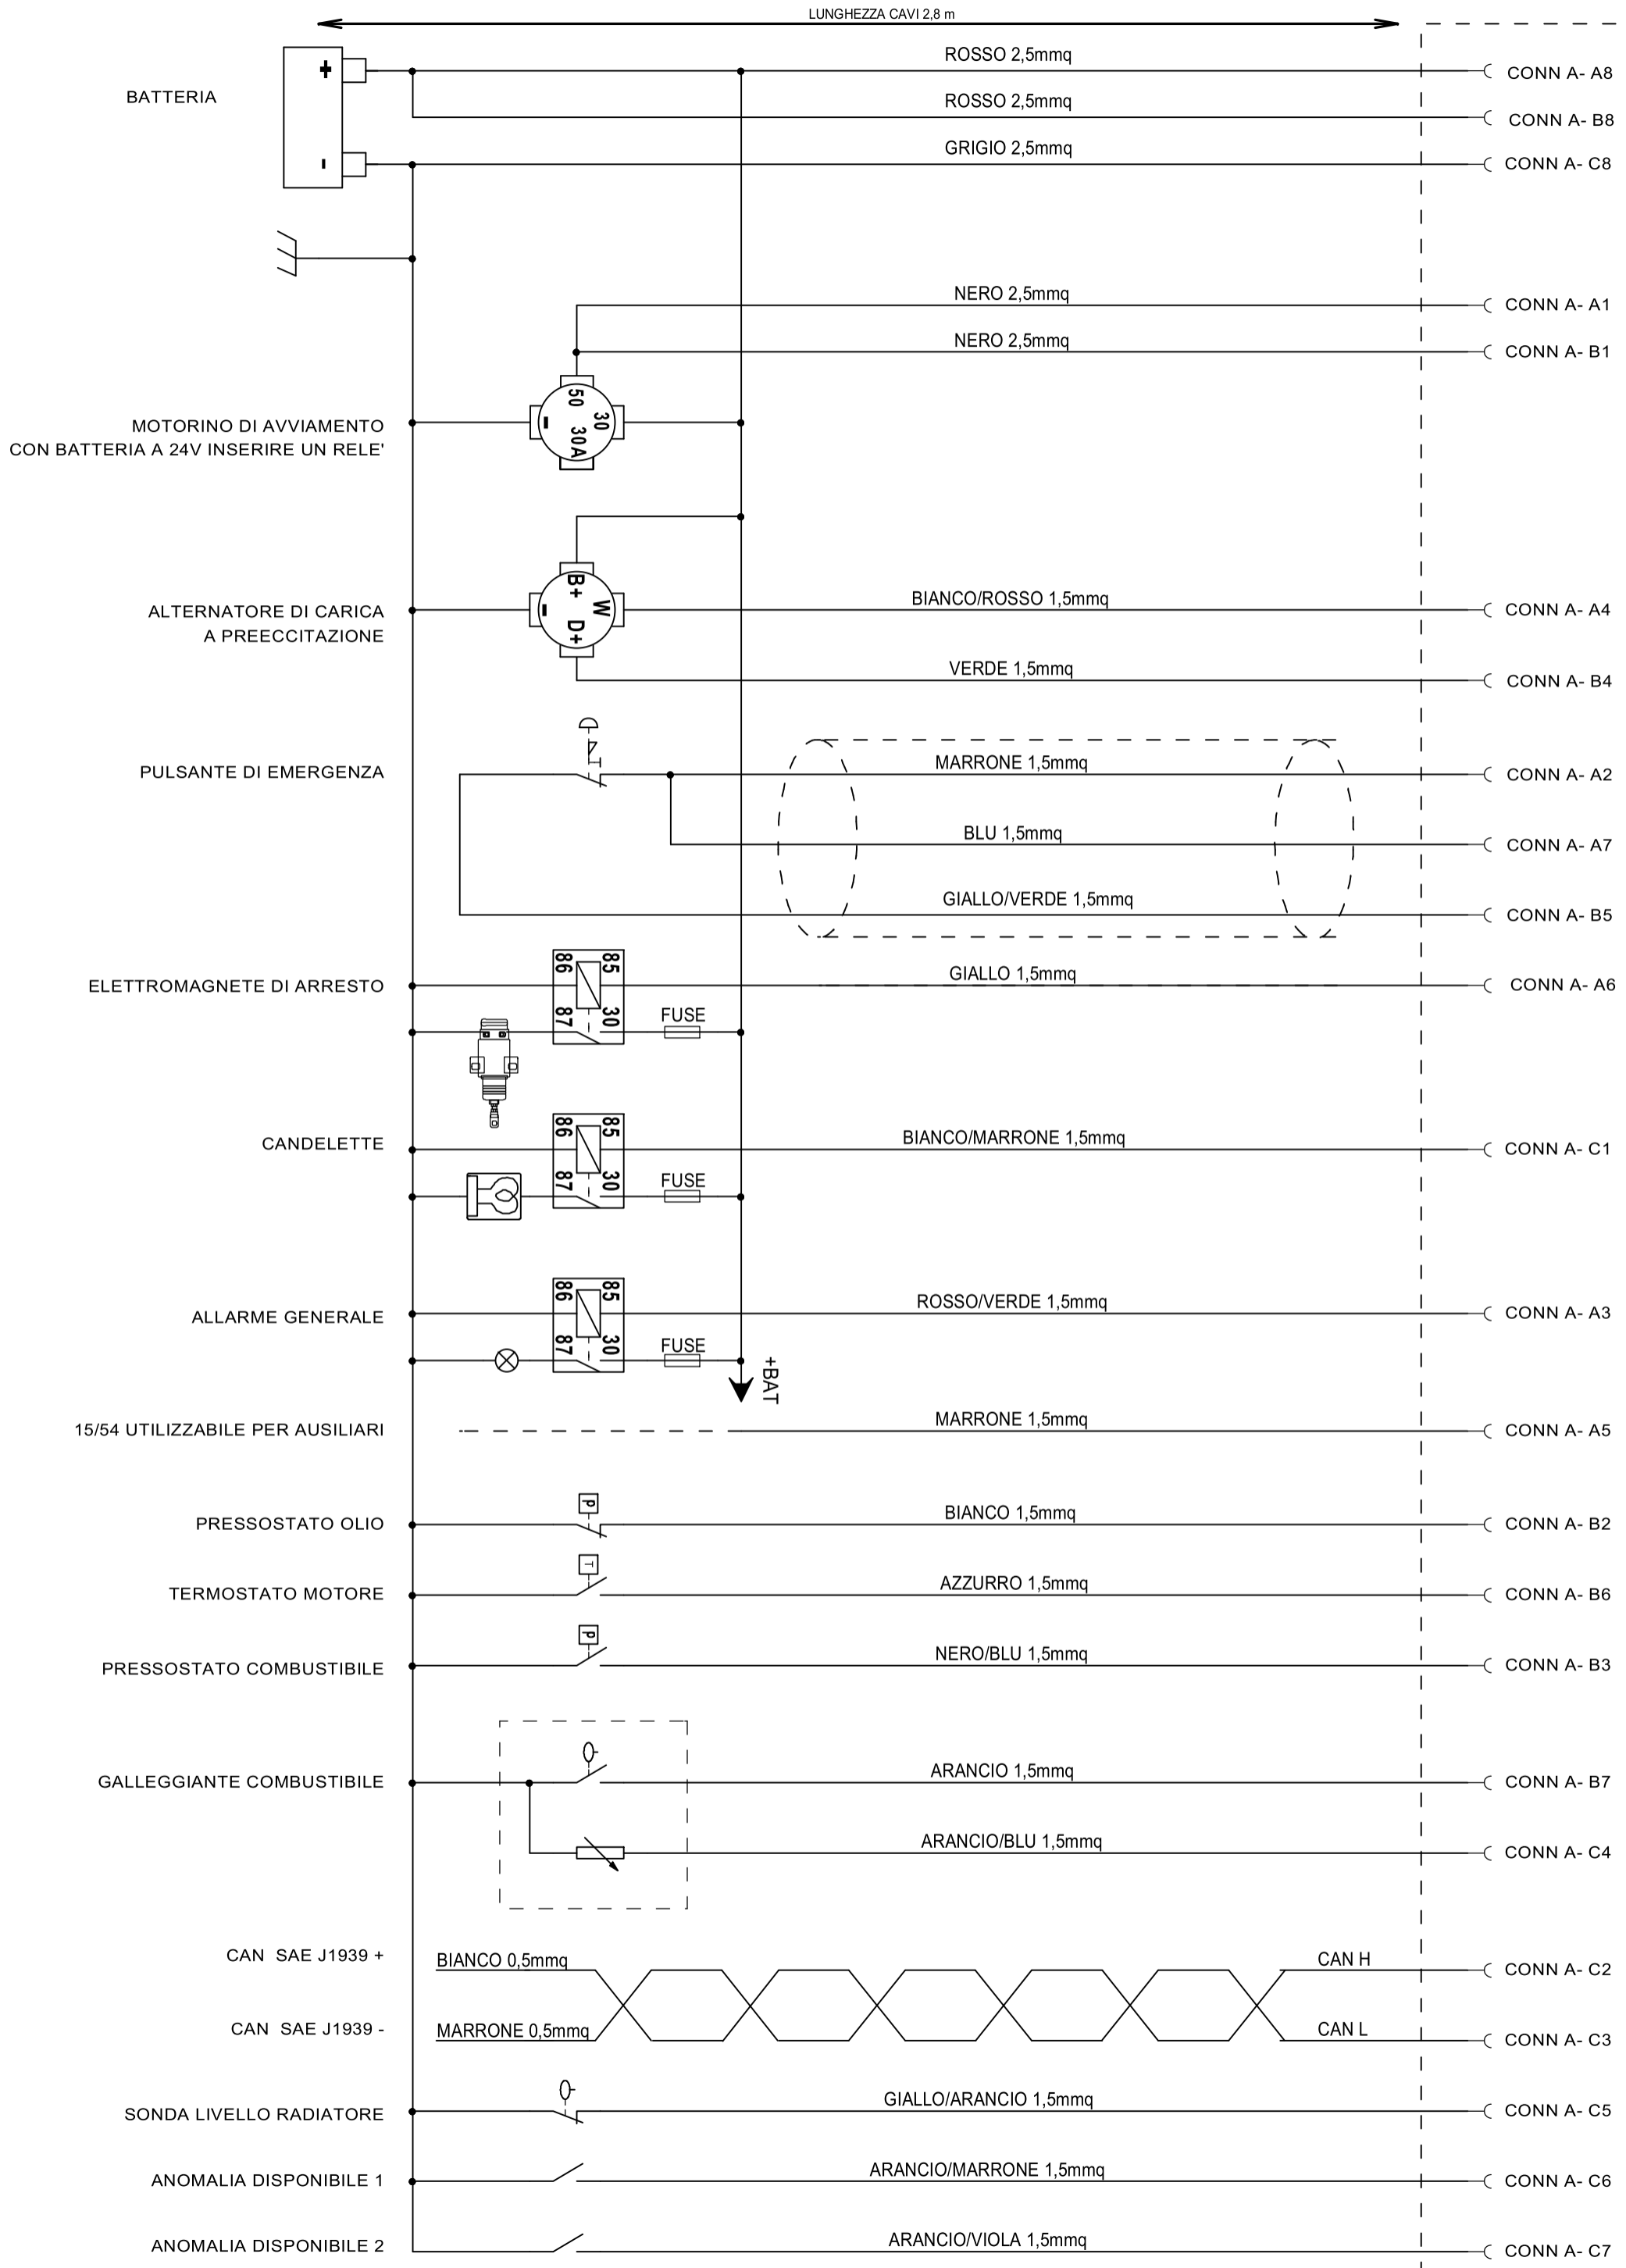 LUNGHEZZA CAVI 2,8 m
BATTERIA
+
-
ROSSO 2,5mmq
CONN A- A8
ROSSO 2,5mmq
CONN A- B8
GRIGIO 2,5mmq
CONN A- C8
NERO 2,5mmq
CONN A- A1
NERO 2,5mmq
CONN A- B1
MOTORINO DI AVVIAMENTO
CON BATTERIA A 24V INSERIRE UN RELE'
50
30
30A
-
ALTERNATORE DI CARICA
A PREECCITAZIONE
B+
W
D+
-
BIANCO/ROSSO 1,5mmq
CONN A- A4
VERDE 1,5mmq
CONN A- B4
PULSANTE DI EMERGENZA
MARRONE 1,5mmq
CONN A- A2
BLU 1,5mmq
CONN A- A7
GIALLO/VERDE 1,5mmq
CONN A- B5
ELETTROMAGNETE DI ARRESTO
86
85
87
30
FUSE
GIALLO 1,5mmq
CONN A- A6
CANDELETTE
86
85
87
30
FUSE
BIANCO/MARRONE 1,5mmq
CONN A- C1
ALLARME GENERALE
86
85
87
30
FUSE
ROSSO/VERDE 1,5mmq
CONN A- A3
+BAT
15/54 UTILIZZABILE PER AUSILIARI
MARRONE 1,5mmq
CONN A- A5
PRESSOSTATO OLIO
P
BIANCO 1,5mmq
CONN A- B2
TERMOSTATO MOTORE
T
AZZURRO 1,5mmq
CONN A- B6
PRESSOSTATO COMBUSTIBILE
P
NERO/BLU 1,5mmq
CONN A- B3
GALLEGGIANTE COMBUSTIBILE
ARANCIO 1,5mmq
CONN A- B7
ARANCIO/BLU 1,5mmq
CONN A- C4
CAN  SAE J1939 +
BIANCO 0,5mmq
CAN H
CONN A- C2
CAN  SAE J1939 -
MARRONE 0,5mmq
CAN L
CONN A- C3
SONDA LIVELLO RADIATORE
GIALLO/ARANCIO 1,5mmq
CONN A- C5
ANOMALIA DISPONIBILE 1
ARANCIO/MARRONE 1,5mmq
CONN A- C6
ANOMALIA DISPONIBILE 2
ARANCIO/VIOLA 1,5mmq
CONN A- C7